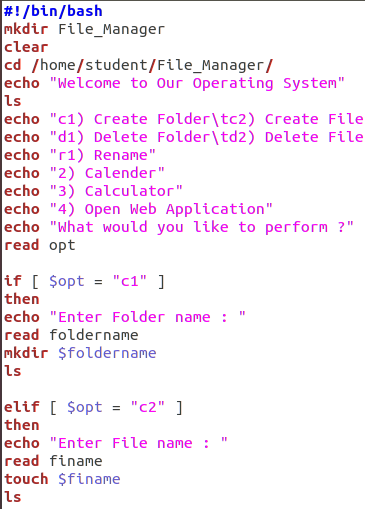 #!/bin/bash
mkdir File_Manager
clear
cd /home/student/File_Manager/
echo "Welcome to Our Operating System"
ls
echo "c1) Create Folder\tc2) Create File
echo "d1) Delete Folder\td2) Delete File
echo "r1) Rename"
echo "2) Calender"
echo "3) Calculator"
echo "4) Open Web Application"
echo "What would you like to perform ?"
read opt
if [ $opt = "c1" ]
then
echo "Enter Folder name : "
read foldername
mkdir $foldername
ls
elif [ $opt = "c2" ]
then
echo "Enter File name : "
read finame
touch $finame
ls